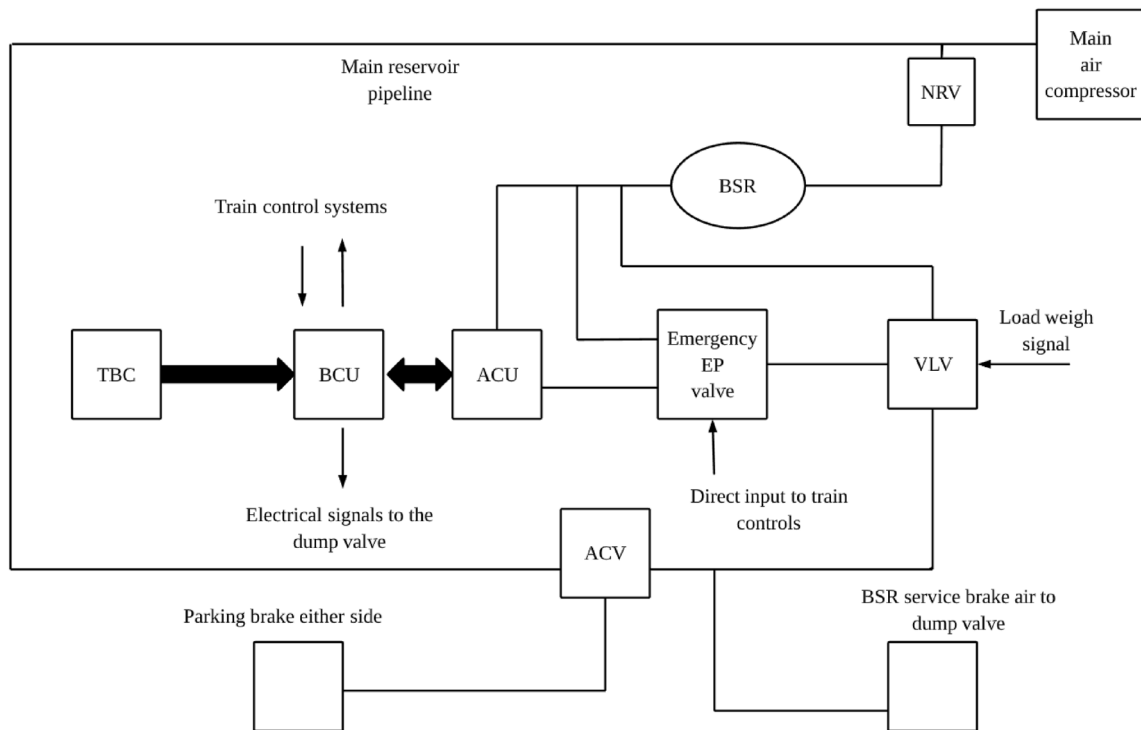 Main
air
compressor
Main reservoir
pipeline
NRV
BSR
Train control systems
Load weigh
signal
TBC
BCU
ACU
Emergency
EP
valve
VLV
Direct input to train
controls
Electrical signals to the
dump valve
ACV
BSR service brake air to
dump valve
Parking brake either side